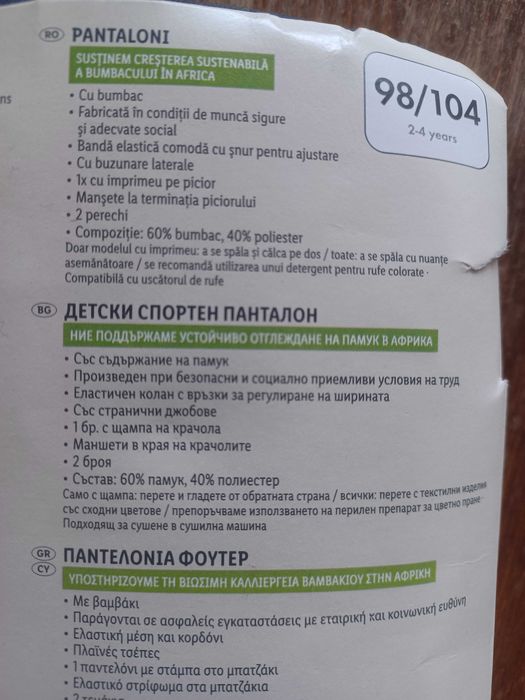 ns
RO PANTALONI
SUSȚINEM CREȘTEREA SUSTENABILĂ
A BUMBACULUI ÎN AFRICA
98/104
2-4 years
• Cu bumbac
• Fabricată în condiții de muncă sigure
și adecvate social
• Bandă elastică comodă cu șnur pentru ajustare
• Cu buzunare laterale
• 1x cu imprimeu pe picior
• Manșete la terminația piciorului
• 2 perechi
• Compoziție: 60% bumbac, 40% poliester
Doar modelul cu imprimeu: a se spăla și călca pe dos / toate: a se spăla cu nuanțe
asemănătoare / se recomandă utilizarea unui detergent pentru rufe colorate ·
Compatibilă cu uscătorul de rufe
BG ДЕТСКИ СПОРТЕН ПАНТАЛОН
НИЕ ПОДДЪРЖАМЕ УСТОЙЧИВО ОТГЛЕЖДАНЕ НА ПАМУК В АФРИКА
• Със съдържание на памук
• Произведен при безопасни и социално приемливи условия на труд
• Еластичен колан с връзки за регулиране на ширината
• Със странични джобове
• 1 бр. с щампа на крачола
• Маншети в края на крачолите
• 2 броя
• Състав: 60% памук, 40% полиестер
Само с щампа: перете и гладете от обратната страна / всички: перете с текстилни изделия
със сходни цветове / препоръчваме използването на перилен препарат за цветно пране ·
Подходящ за сушене в сушилна машина
GR CY ΠΑΝΤΕΛΟΝΙΑ ΦΟΥΤΕΡ
ΥΠΟΣΤΗΡΙΖΟΥΜΕ ΤΗ ΒΙΩΣΙΜΗ ΚΑΛΛΙΕΡΓΕΙΑ ΒΑΜΒΑΚΙΟΥ ΣΤΗΝ ΑΦΡΙΚΗ
• Με βαμβάκι
• Παράγονται σε ασφαλείς εγκαταστάσεις με εταιρική και κοινωνική ευθύνη
• Ελαστική μέση και κορδόνι
• Πλαϊνές τσέπες
• 1 παντελόνι με στάμπα στο μπατζάκι
• Ελαστικό στρίφωμα στα μπατζάκια